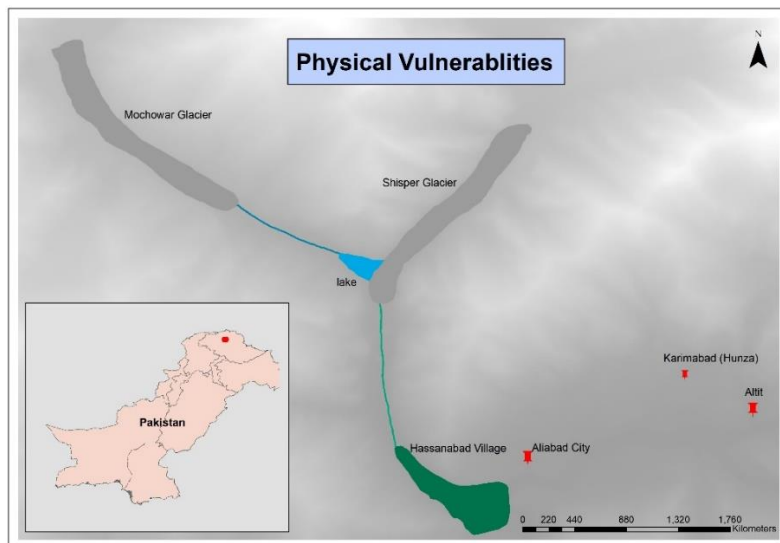 Physical Vulnerablities
N
Mochowar Glacier
Shisper Glacier
lake
Karimabad (Hunza)
Altit
Pakistan
Hassanabad Village
Aliabad City
0 220 440 880 1,320 1,760
Kilometers